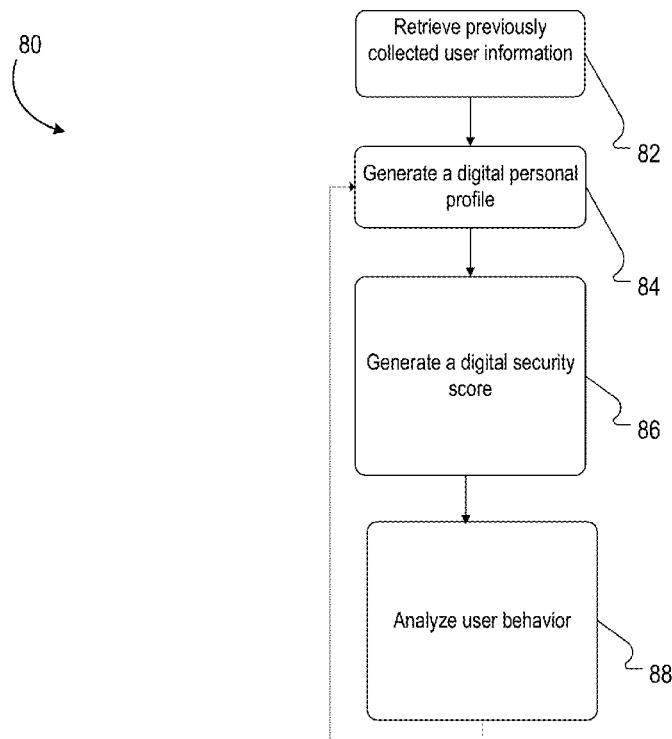 80
Retrieve previously
collected user information
82
Generate a digital personal
profile
84
Generate a digital security
score
86
Analyze user behavior
88